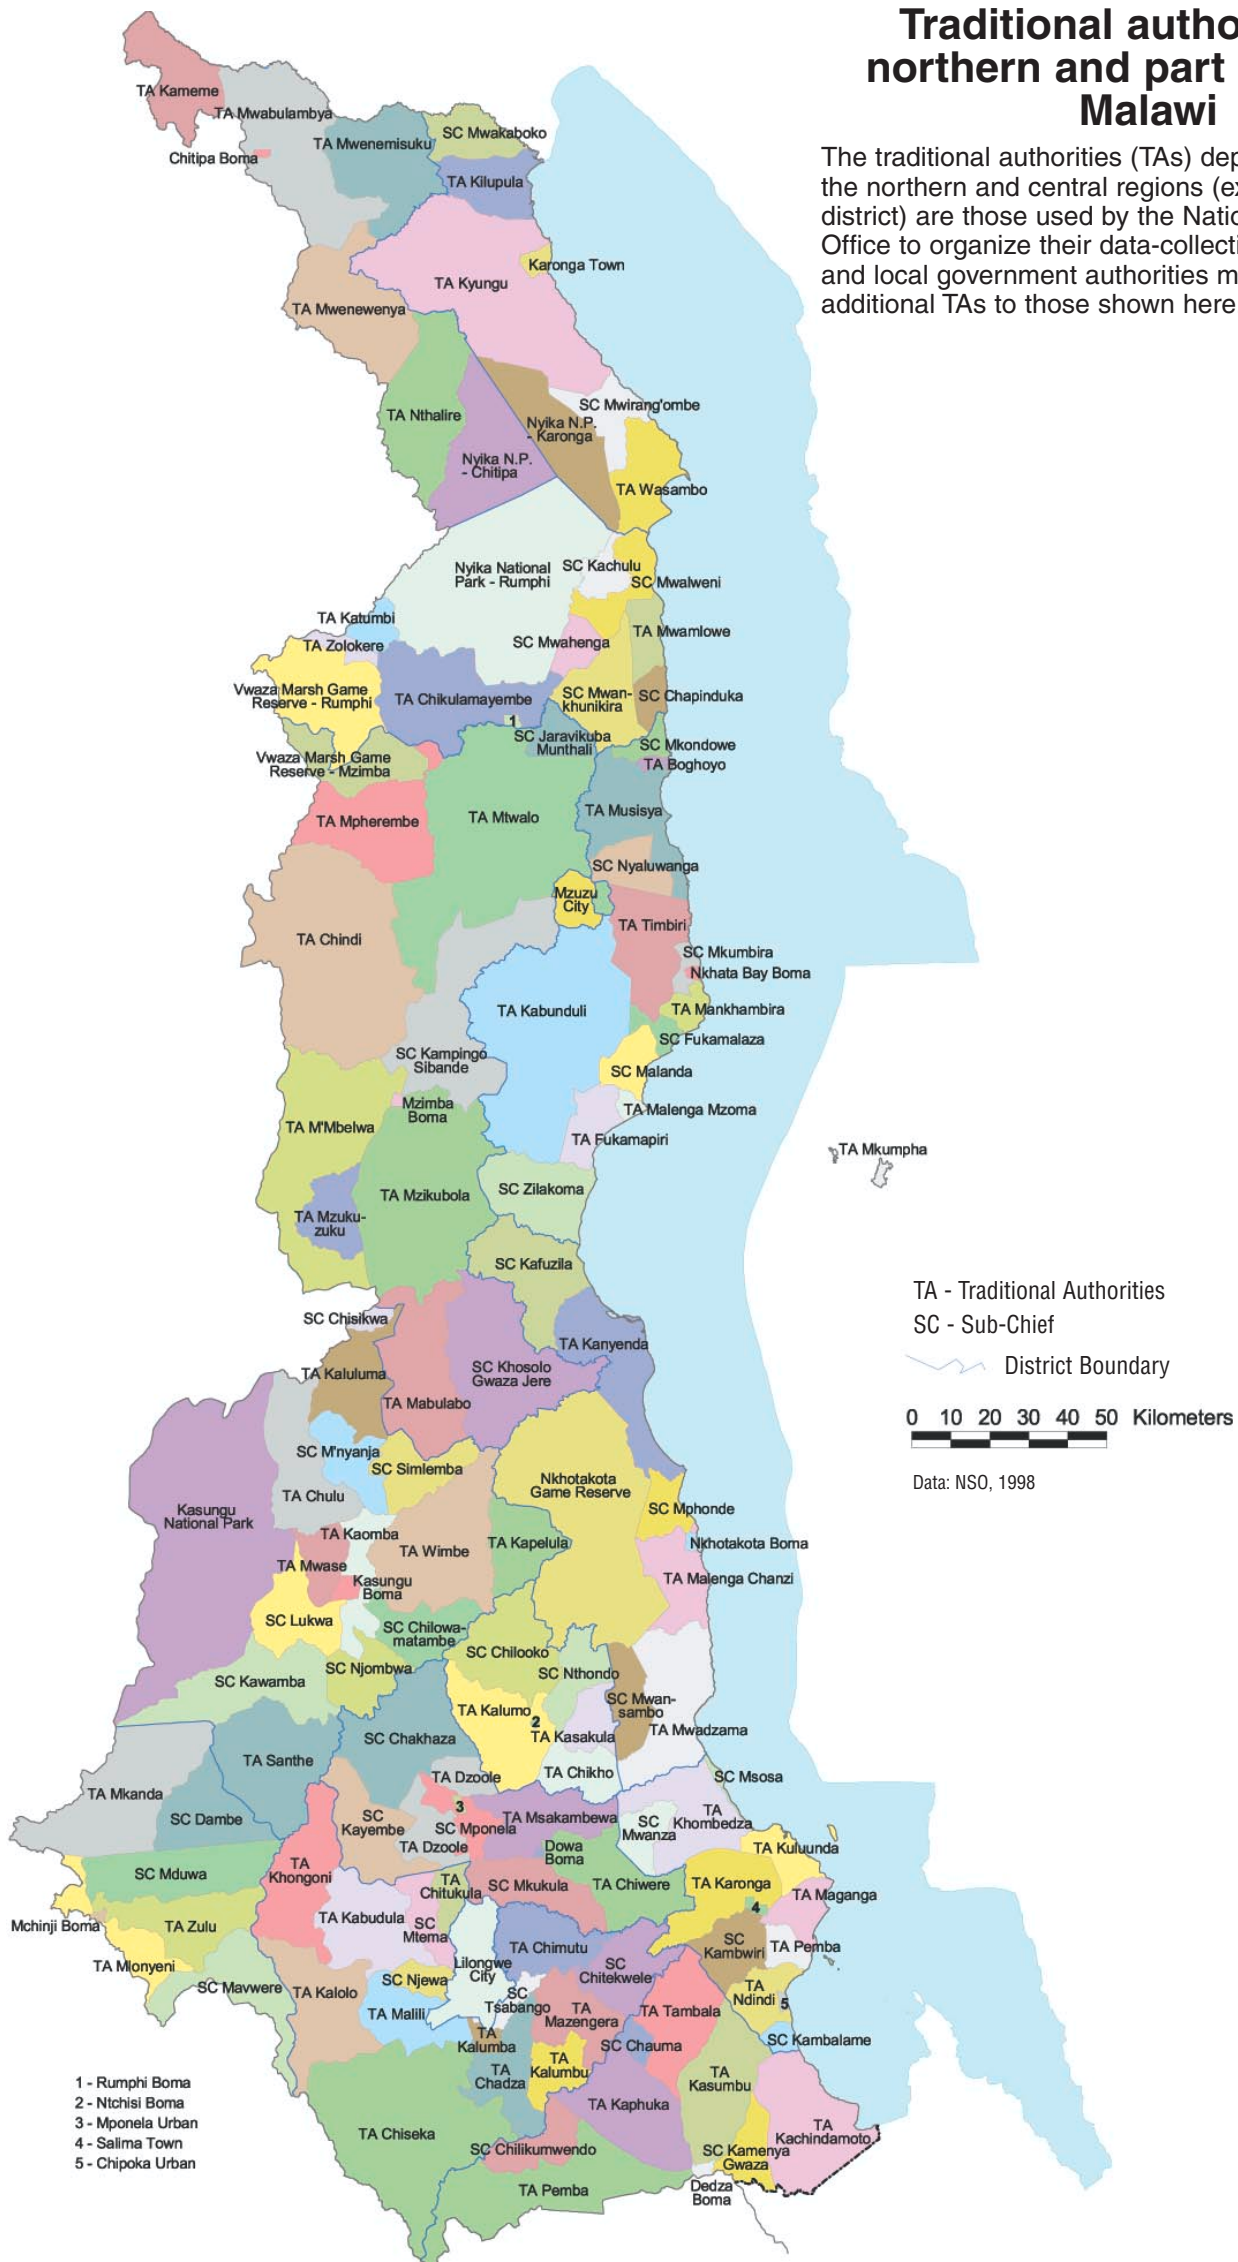 Traditional autho
northern and part
Malawi
The traditional authorities (TAs) dep
the northern and central regions (ex
district) are those used by the Natio
Office to organize their data-collecti
and local government authorities m
additional TAs to those shown here
TA Kameme
TA Mwabulambya
Chitipa Boma
TA Mwenemisuku
SC Mwakaboko
TA Kilupula
Karonga Town
TA Kyungu
TA Mwenewenya
SC Mwirang'ombe
TA Nthalire
Nyika N.P.
- Karonga
Nyika N.P.
- Chitipa
TA Wasambo
Nyika National
Park - Rumphi
SC Kachulu
SC Mwalweni
TA Katumbi
TA Zolokere
SC Mwahenga
TA Mwamlowe
Vwaza Marsh Game
Reserve - Rumphi
TA Chikulamayembe
SC Mwan-
khunikira
SC Chapinduka
1
SC Jaravikuba
Munthali
SC Mkondowe
TA Boghoyo
Vwaza Marsh Game
Reserve - Mzimba
TA Mpherembe
TA Mtwalo
TA Musisya
SC Nyaluwanga
Mzuzu
City
TA Timbiri
TA Chindi
SC Mkumbira
Nkhata Bay Boma
TA Kabunduli
TA Mankhambira
SC Fukamalaza
SC Kampingo
Sibande
SC Malanda
Mzimba
Boma
TA Malenga Mzoma
TA M'Mbelwa
TA Fukamapiri
TA Mkumpha
TA Mzikubola
SC Zilakoma
TA Mzuku-
zuku
SC Kafuzila
TA - Traditional Authorities
SC - Sub-Chief
District Boundary
0 10 20 30 40 50 Kilometers
Data: NSO, 1998
SC Chisikwa
TA Kanyenda
TA Kaluluma
SC Khosolo
Gwaza Jere
TA Mabulabo
SC M'nyanja
SC Simlemba
Nkhotakota
Game Reserve
TA Chulu
Kasungu
National Park
SC Mphonde
TA Kaomba
TA Wimbe
TA Kapelula
Nkhotakota Boma
TA Mwase
Kasungu
Boma
TA Malenga Chanzi
SC Lukwa
SC Chilowa-
matambe
SC Chilooko
SC Njombwa
SC Nthondo
SC Kawamba
SC Mwan-
sambo
TA Kalumo
2
TA Kasakula
TA Mwadzama
SC Chakhaza
TA Santhe
TA Dzoole
TA Chikho
SC Msosa
TA Mkanda
SC Dambe
SC
Kayembe
3
SC Mponela
TA Msakambewa
SC
Mwanza
TA
Khombedza
TA Dzoole
Dowa
Boma
TA Kuluunda
SC Mduwa
TA
Khongoni
TA
Chitukula
SC Mkukula
TA Chiwere
TA Karonga
TA Maganga
4
Mchinji Boma
TA Zulu
TA Kabudula
SC
Mtema
TA Chimutu
SC
Kambwiri
TA Pemba
TA Mlonyeni
Lilongwe
City
SC
Chitekwele
SC Mavwere
TA Kalolo
SC Njewa
SC
Tsabango
TA
Ndindi
5
TA Malili
TA
Mazengera
TA Tambala
TA
Kalumba
SC Chauma
SC Kambalame
TA
Chadza
TA
Kalumbu
TA
Kasumbu
1 - Rumphi Boma
2 - Ntchisi Boma
3 - Mponela Urban
4 - Salima Town
5 - Chipoka Urban
TA Kaphuka
TA Chiseka
TA
Kachindamoto
SC Chilikumwendo
SC Kamenya
Gwaza
TA Pemba
Dedza
Boma